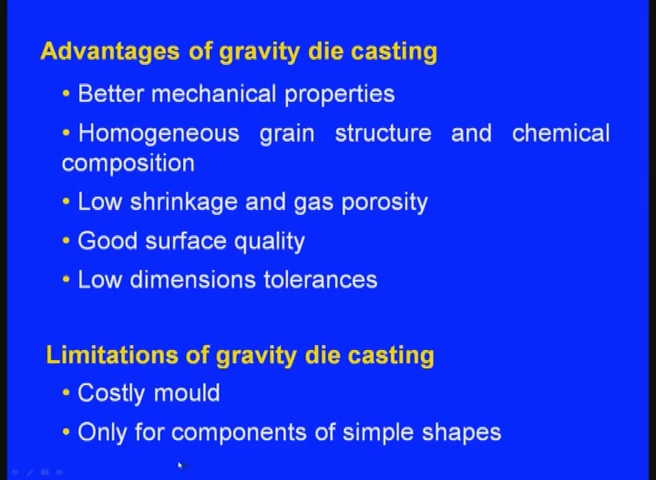 Advantages of gravity die casting
• Better mechanical properties
• Homogeneous grain structure and chemical
composition
• Low shrinkage and gas porosity
• Good surface quality
• Low dimensions tolerances
Limitations of gravity die casting
• Costly mould
• Only for components of simple shapes